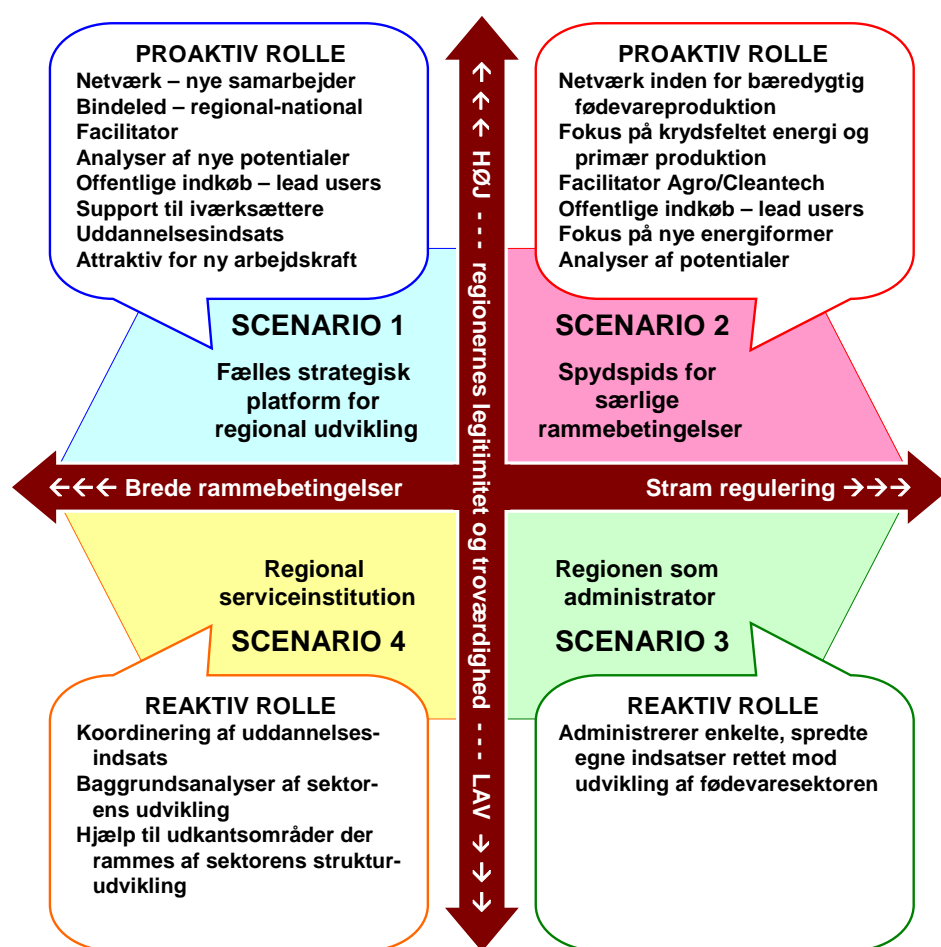 PROAKTIV ROLLE
Netværk – nye samarbejder
Bindeled – regional-national
Facilitator
Analyser af nye potentialer
Offentlige indkøb – lead users
Support til iværksættere
Uddannelsesindsats
Attraktiv for ny arbejdskraft
PROAKTIV ROLLE
Netværk inden for bæredygtig
fødevareproduktion
Fokus på krydsfeltet energi og
primær produktion
Facilitator Agro/Cleantech
Offentlige indkøb – lead users
Fokus på nye energiformer
Analyser af potentialer
SCENARIO 1
Fælles strategisk
platform for
regional udvikling
SCENARIO 2
Spydspids for
særlige
rammebetingelser
←←← HØJ - - - regionernes legitimitet og troværdighed - - - LAV →→→
←←← Brede rammebetingelser
Stram regulering →→→
Regional
serviceinstitution
SCENARIO 4
Regionen som
administrator
SCENARIO 3
REAKTIV ROLLE
Koordinering af uddannelses-
indsats
Baggrundsanalyser af sektor-
ens udvikling
Hjælp til udkantsområder der
rammes af sektorens struktur-
udvikling
REAKTIV ROLLE
Administrerer enkelte, spredte
egne indsatser rettet mod
udvikling af fødevaresektoren